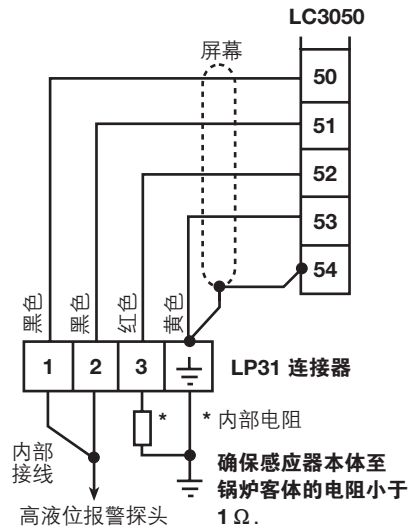 LC3050
屏幕
50
51
52
53
54
黑色
黑色
红色
黄色
1
2
3
LP31 连接器
*
* 内部电阻
内部
接线
确保感应器本体至
锅炉客体的电阻小于
1 Ω.
高液位报警探头